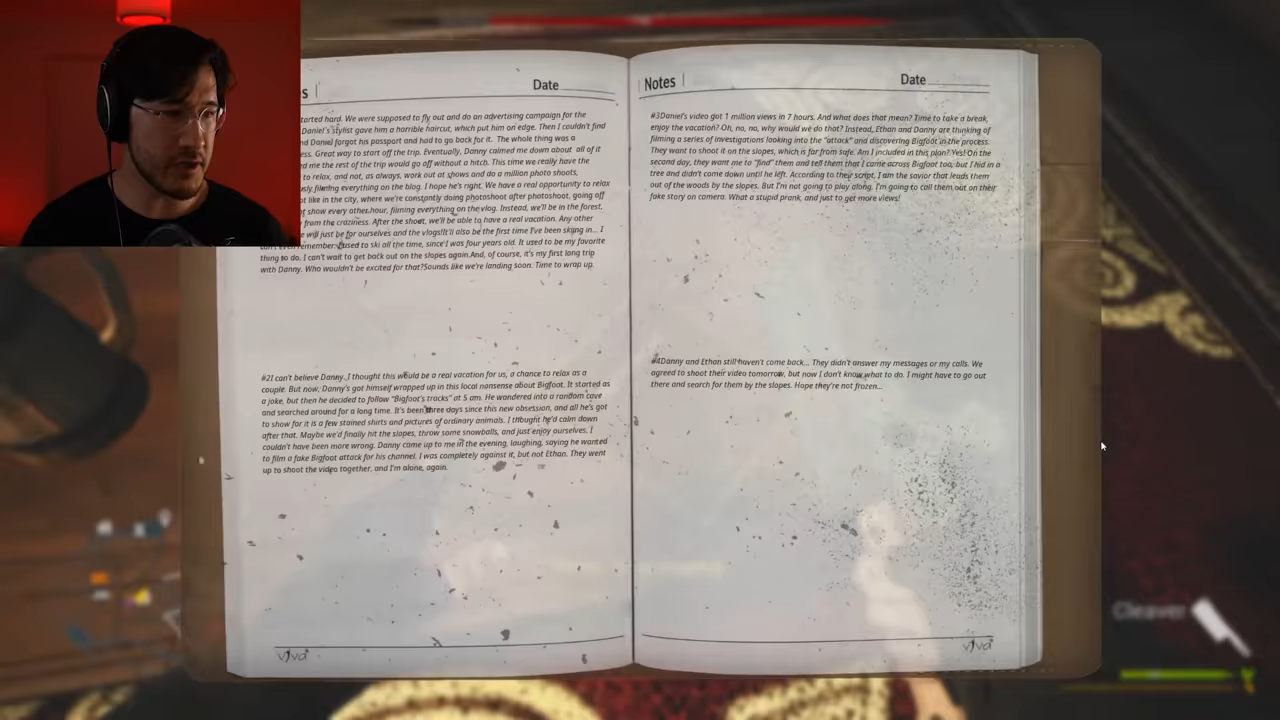 s
Date
tarted hard. We were supposed to fly out and do an advertising campaign for the
Daniel's stylist gave him a horrible haircut, which put him on edge. Then I couldn't find
nd Daniel forgot his passport and had to go back for it. The whole thing was a
ess. Great way to start off the trip. Eventually, Danny calmed me down about all of it
ed me the rest of the trip would go off without a hitch. This time we really have the
to relax, and not, as always, work out at shows and do a million photo shoots,
sly filming everything on the blog. I hope he's right. We have a real opportunity to relax
ot like in the city, where we're constantly doing photoshoot after photoshoot, going off
show every other hour, filming everything on the vlog. Instead, we'll be in the forest,
from the craziness. After the shoot, we'll be able to have a real vacation. Any other
e will just be for ourselves and the vlogs!It'll also be the first time I've been skiing in... I
can't even remember. I used to ski all the time, since I was four years old. It used to be my favorite
thing to do. I can't wait to get back out on the slopes again.And, of course, it's my first long trip
with Danny. Who wouldn't be excited for that?Sounds like we're landing soon. Time to wrap up.
#2I can't believe Danny. I thought this would be a real vacation for us, a chance to relax as a
couple. But now, Danny's got himself wrapped up in this local nonsense about Bigfoot. It started as
a joke, but then he decided to follow "Bigfoot's tracks" at 5 am. He wandered into a random cave
and searched around for a long time. It's been three days since this new obsession, and all he's got
to show for it is a few stained shirts and pictures of ordinary animals. I thought he'd calm down
after that. Maybe we'd finally hit the slopes, throw some snowballs, and just enjoy ourselves. I
couldn't have been more wrong. Danny came up to me in the evening, laughing, saying he wanted
to film a fake Bigfoot attack for his channel. I was completely against it, but not Ethan. They went
up to shoot the video together, and I'm alone, again.
viva
6
Notes
Date
#3Daniel's video got 1 million views in 7 hours. And what does that mean? Time to take a break,
enjoy the vacation? Oh, no, no, why would we do that? Instead, Ethan and Danny are thinking of
filming a series of investigations looking into the "attack" and discovering Bigfoot in the process.
They want to shoot it on the slopes, which is far from safe. Am I included in this plan? Yes! On the
second day, they want me to "find" them and tell them that I came across Bigfoot too, but I hid in a
tree and didn't come down until he left. According to their script, I am the savior that leads them
out of the woods by the slopes. But I'm not going to play along. I'm going to call them out on their
fake story on camera. What a stupid prank, and just to get more views!
#4Danny and Ethan still haven't come back... They didn't answer my messages or my calls. We
agreed to shoot their video tomorrow, but now I don't know what to do. I might have to go out
there and search for them by the slopes. Hope they're not frozen...
viva
Cleaver